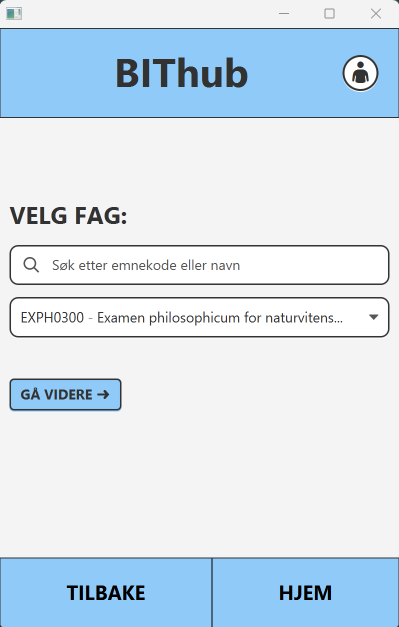 BIThub
VELG FAG:
Søk etter emnekode eller navn
EXPH0300 - Examen philosophicum for naturvitens...
GÅ VIDERE ➔
TILBAKE
HJEM